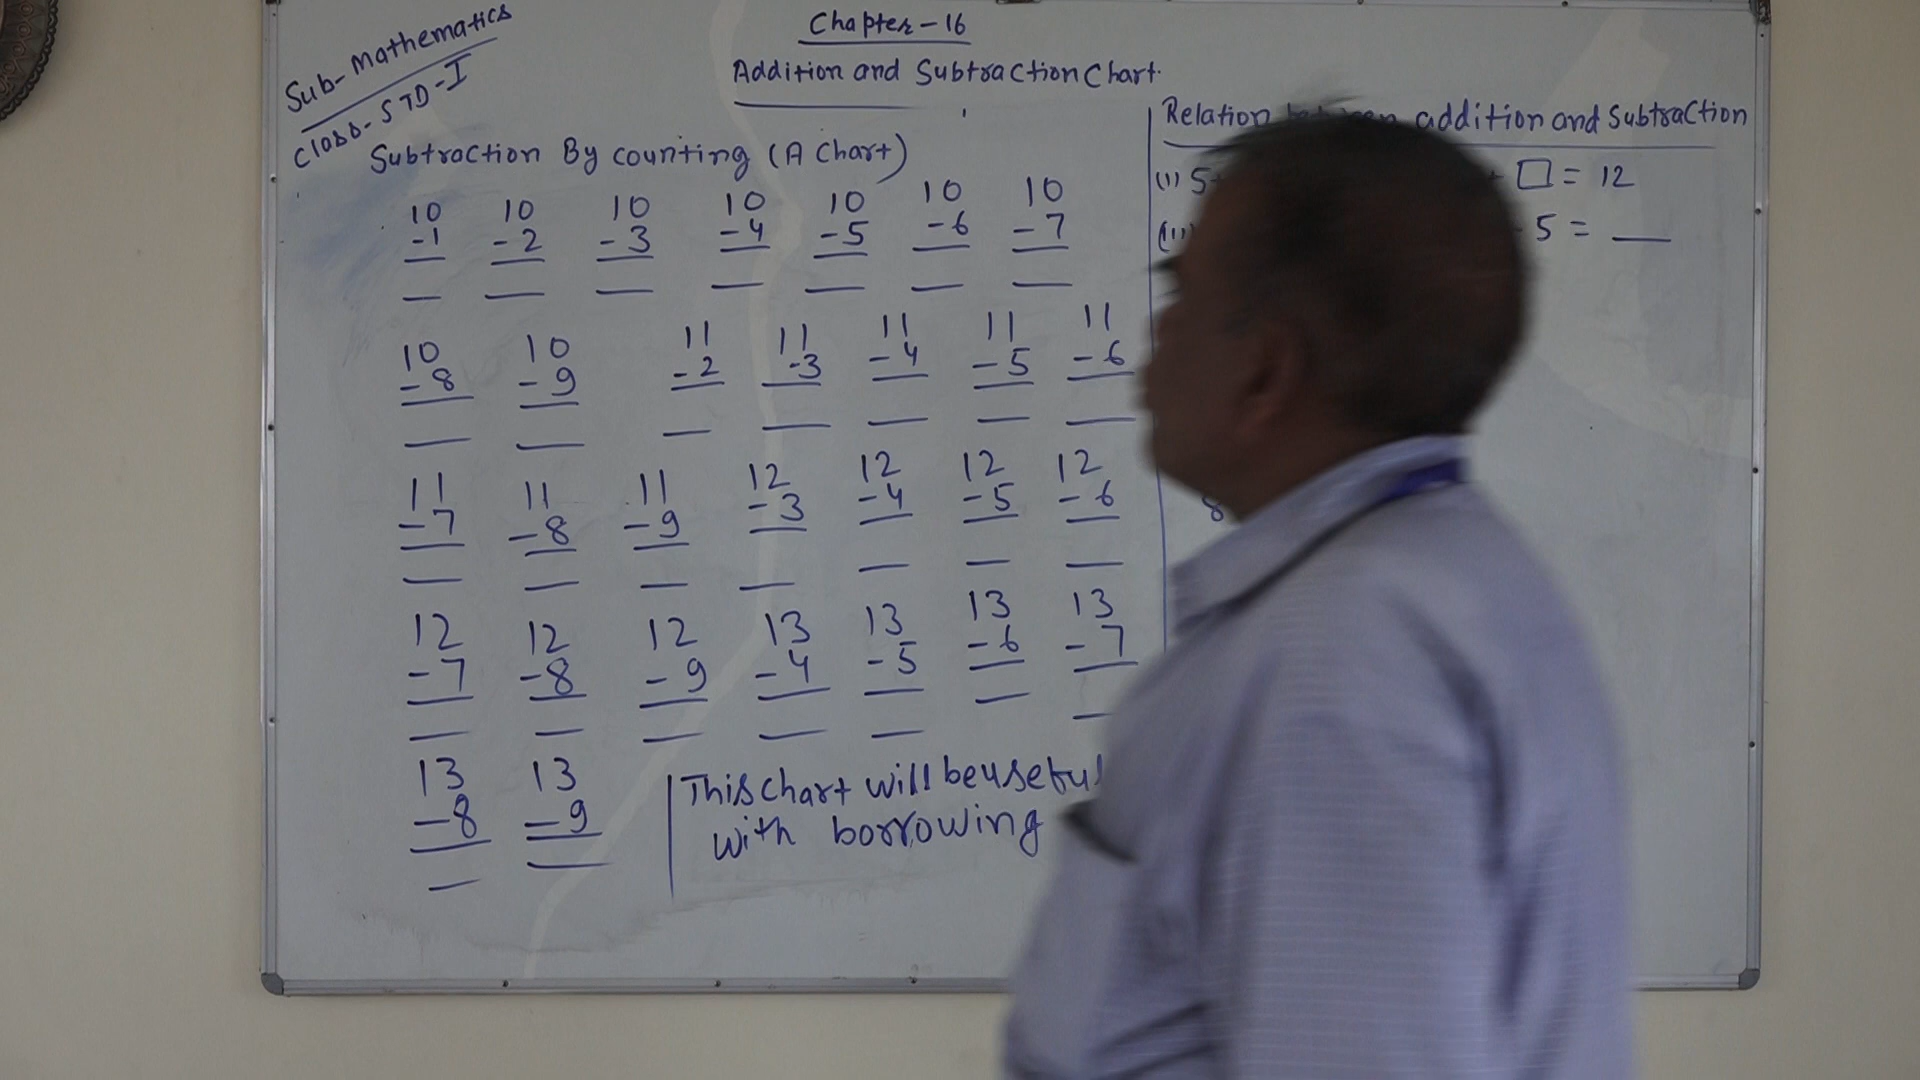 Sub-Mathematics
Class-STD-I
Chapter-16
Addition and Subtraction Chart.
Subtraction By counting (A Chart)
10 10 10 10 10 10 10
-1 -2 -3 -4 -5 -6 -7
10 10 11 11 11 11 11
-8 -9 -2 -3 -4 -5 -6
11 11 11 12 12 12 12
-7 -8 -9 -3 -4 -5 -6
12 12 12 13 13 13 13
-7 -8 -9 -4 -5 -6 -7
13 13
-8 -9
This chart will be useful
with borrowing
Relation addition and Subtraction
(i) 5+ □ = 12
(ii) 5 = __
8